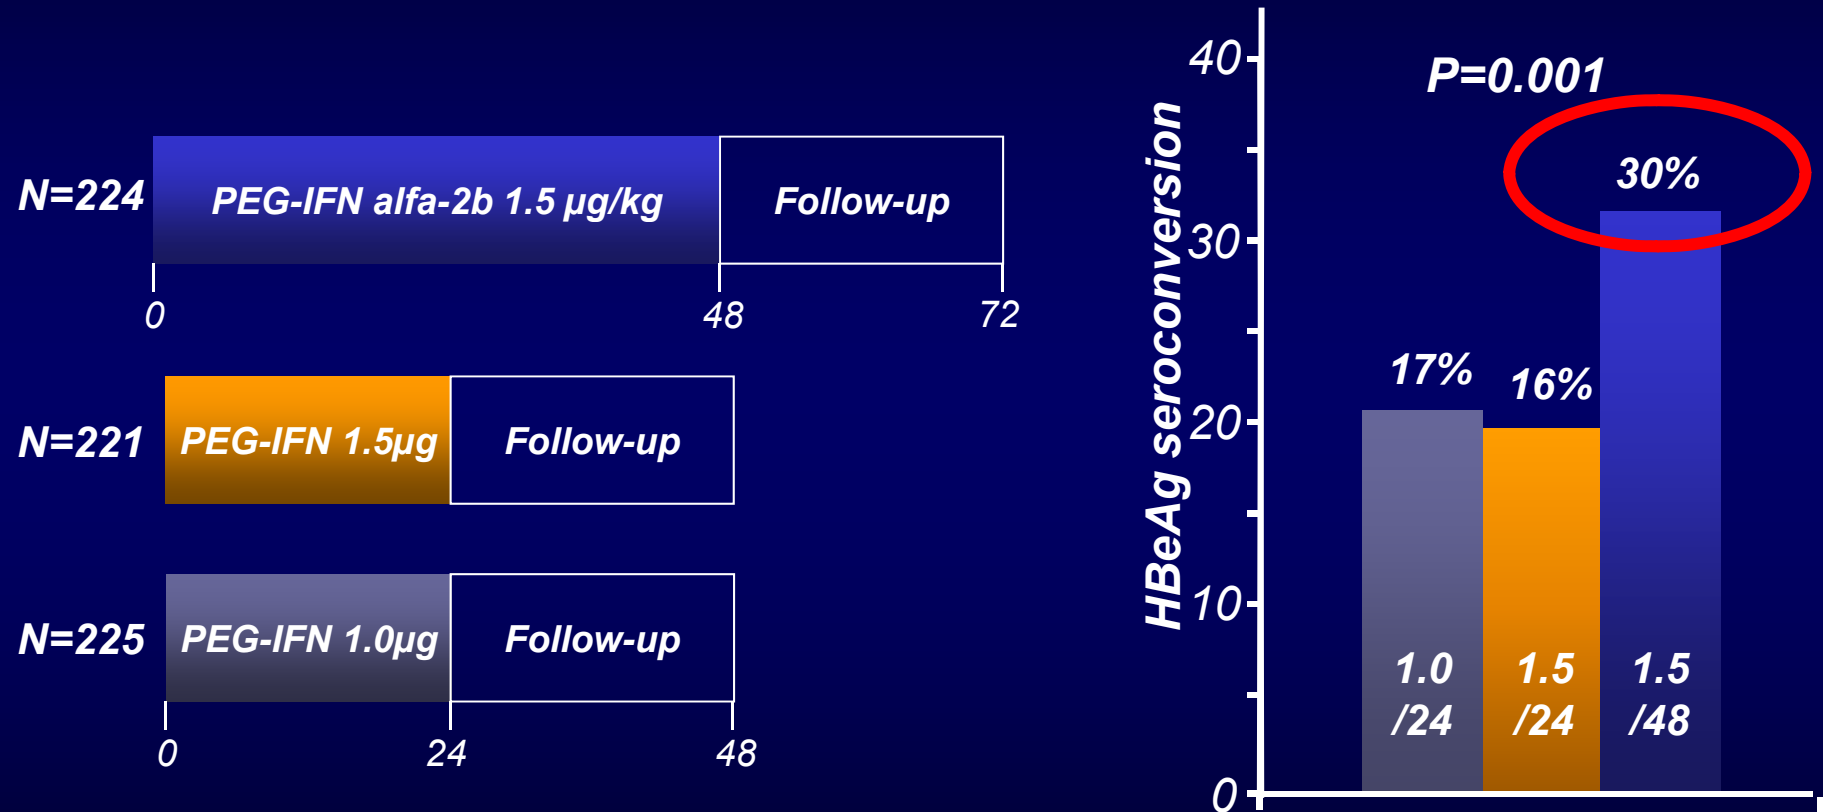 N=224
PEG-IFN alfa-2b 1.5 µg/kg
Follow-up
0
48
72
N=221
PEG-IFN 1.5µg
Follow-up
N=225
PEG-IFN 1.0µg
Follow-up
0
24
48
HBeAg seroconversion
40
30
20
10
0
P=0.001
30%
17%
16%
1.0
/24
1.5
/24
1.5
/48